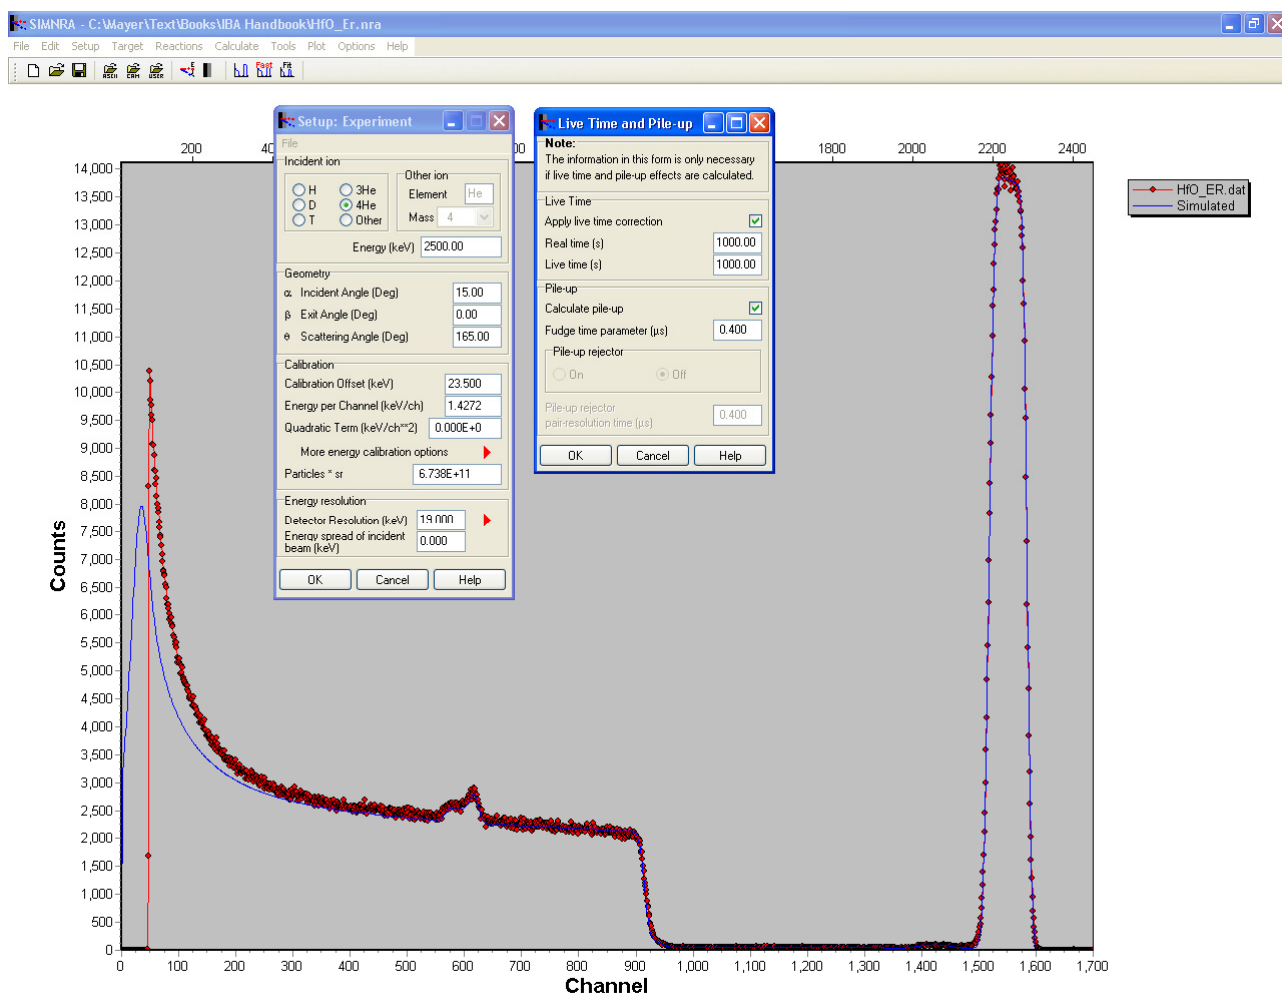 SIMNRA - C:\Mayer\Text\Books\IBA Handbook\HfO_Er.nra
File Edit Setup Target Reactions Calculate Tools Plot Options Help
ASCII CAM USER E Fast Fit
Setup: Experiment
File
Incident ion
H 3He
D 4He
T Other
Other ion
Element He
Mass 4
Energy (keV) 2500.00
Geometry
α Incident Angle (Deg) 15.00
β Exit Angle (Deg) 0.00
θ Scattering Angle (Deg) 165.00
Calibration
Calibration Offset (keV) 23.500
Energy per Channel (keV/ch) 1.4272
Quadratic Term (keV/ch**2) 0.000E+0
More energy calibration options
Particles * sr 6.738E+11
Energy resolution
Detector Resolution (keV) 19.000
Energy spread of incident
beam (keV) 0.000
OK Cancel Help
Live Time and Pile-up
Note:
The information in this form is only necessary
if live time and pile-up effects are calculated.
Live Time
Apply live time correction
Real time (s) 1000.00
Live time (s) 1000.00
Pile-up
Calculate pile-up
Fudge time parameter (µs) 0.400
Pile-up rejector
On Off
Pile-up rejector
pair-resolution time (µs) 0.400
OK Cancel Help
200 800 1000 1200 1400 1600 1800 2000 2200 2400
HfO_ER.dat
Simulated
14,000
13,500
13,000
12,500
12,000
11,500
11,000
10,500
10,000
9,500
9,000
8,500
8,000
7,500
7,000
6,500
6,000
5,500
5,000
4,500
4,000
3,500
3,000
2,500
2,000
1,500
1,000
500
0
Counts
0 100 200 300 400 500 600 700 800 900 1,000 1,100 1,200 1,300 1,400 1,500 1,600 1,700
Channel